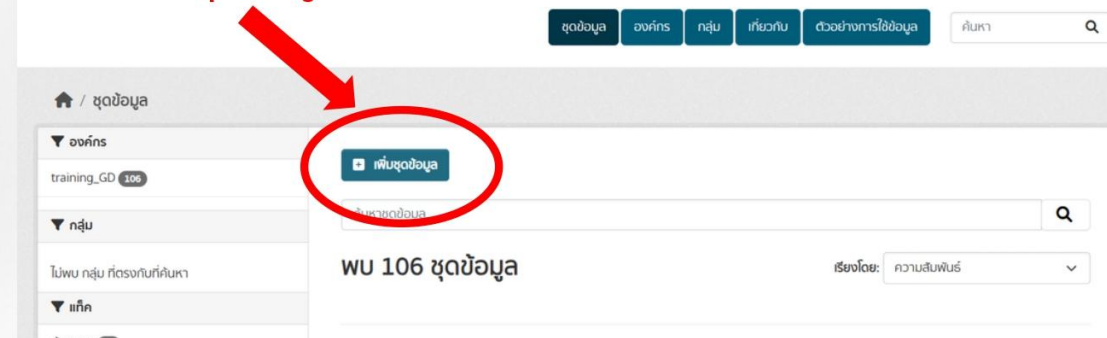 ชุดข้อมูล องค์กร กลุ่ม เกี่ยวกับ ตัวอย่างการใช้ข้อมูล ค้นหา
/ ชุดข้อมูล
องค์กร
training_GD 106
เพิ่มชุดข้อมูล
ค้นหาชุดข้อมูล
กลุ่ม
ไม่พบ กลุ่ม ที่ตรงกับที่ค้นหา
พบ 106 ชุดข้อมูล
เรียงโดย: ความสัมพันธ์
แท็ค